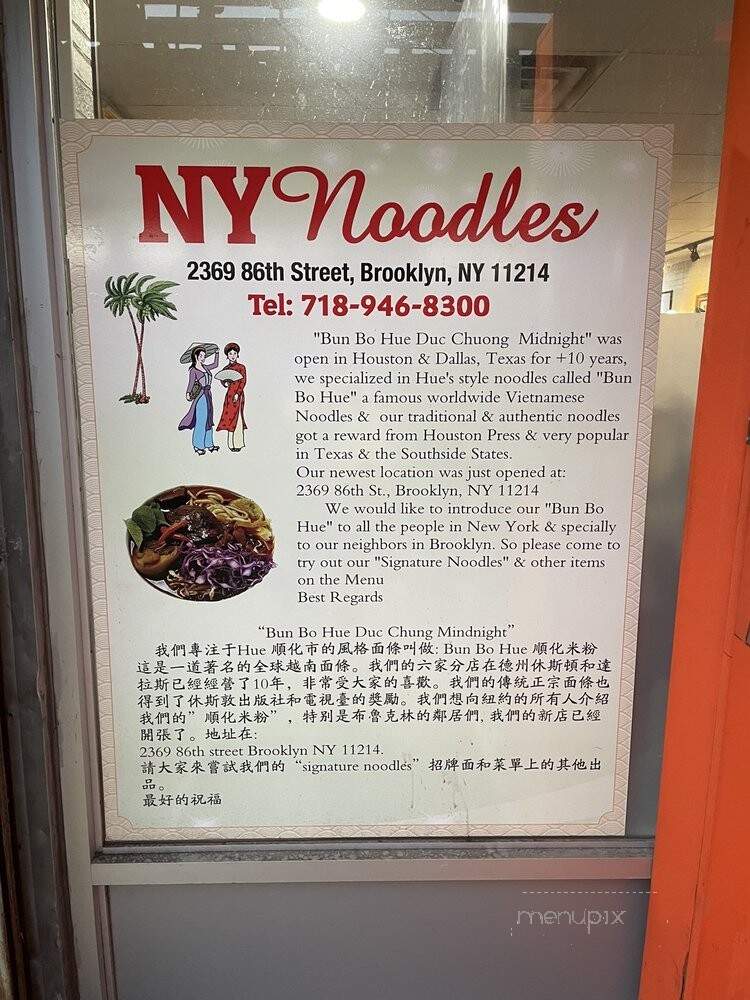 NY Noodles
2369 86th Street, Brooklyn, NY 11214
Tel: 718-946-8300
"Bun Bo Hue Duc Chuong Midnight" was
open in Houston & Dallas, Texas for +10 years,
we specialized in Hue's style noodles called "Bun
Bo Hue" a famous worldwide Vietnamese
Noodles & our traditional & authentic noodles
got a reward from Houston Press & very popular
in Texas & the Southside States.
Our newest location was just opened at:
2369 86th St., Brooklyn, NY 11214
We would like to introduce our "Bun Bo
Hue" to all the people in New York & specially
to our neighbors in Brooklyn. So please come to
try out our "Signature Noodles" & other items
on the Menu
Best Regards
“Bun Bo Hue Duc Chung Mindnight”
我們專注于Hue 順化市的風格面條叫做: Bun Bo Hue 順化米粉
這是一道著名的全球越南面條。我們的六家分店在德州休斯頓和達
拉斯已經經營了10年，非常受大家的喜歡。我們的傳統正宗面條也
得到了休斯敦出版社和電視臺的獎勵。我們想向紐約的所有人介紹
我們的”順化米粉”，特別是布魯克林的鄰居們, 我們的新店已經
開張了。地址在:
2369 86th street Brooklyn NY 11214.
請大家來嘗試我們的“signature noodles”招牌面和菜單上的其他出
品。
最好的祝福
menupix